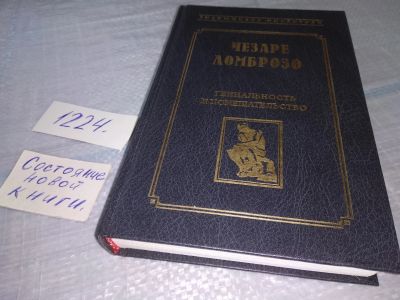 ЧЕЗАРЕ
ЛОМБРОЗО
ГЕНИАЛЬНОСТЬ
И ПОМЕШАТЕЛЬСТВО
1224.
Состояние
новой
книги.